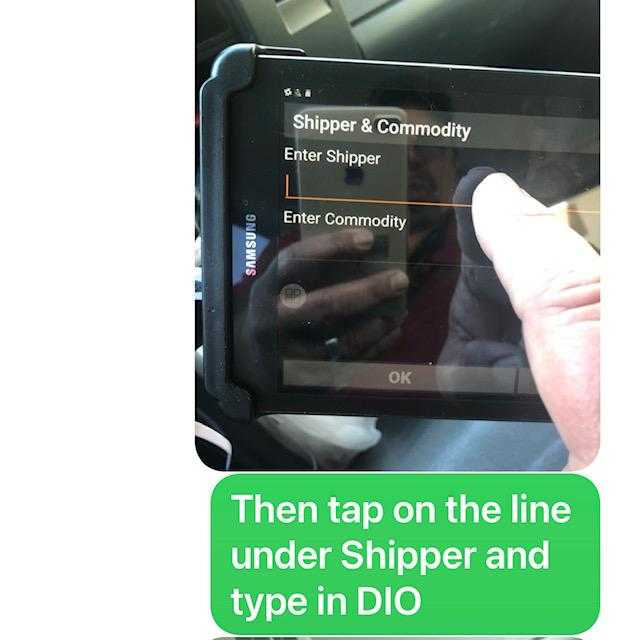 Shipper & Commodity
Enter Shipper
Enter Commodity
SAMSUNG
OK
Then tap on the line
under Shipper and
type in DIO